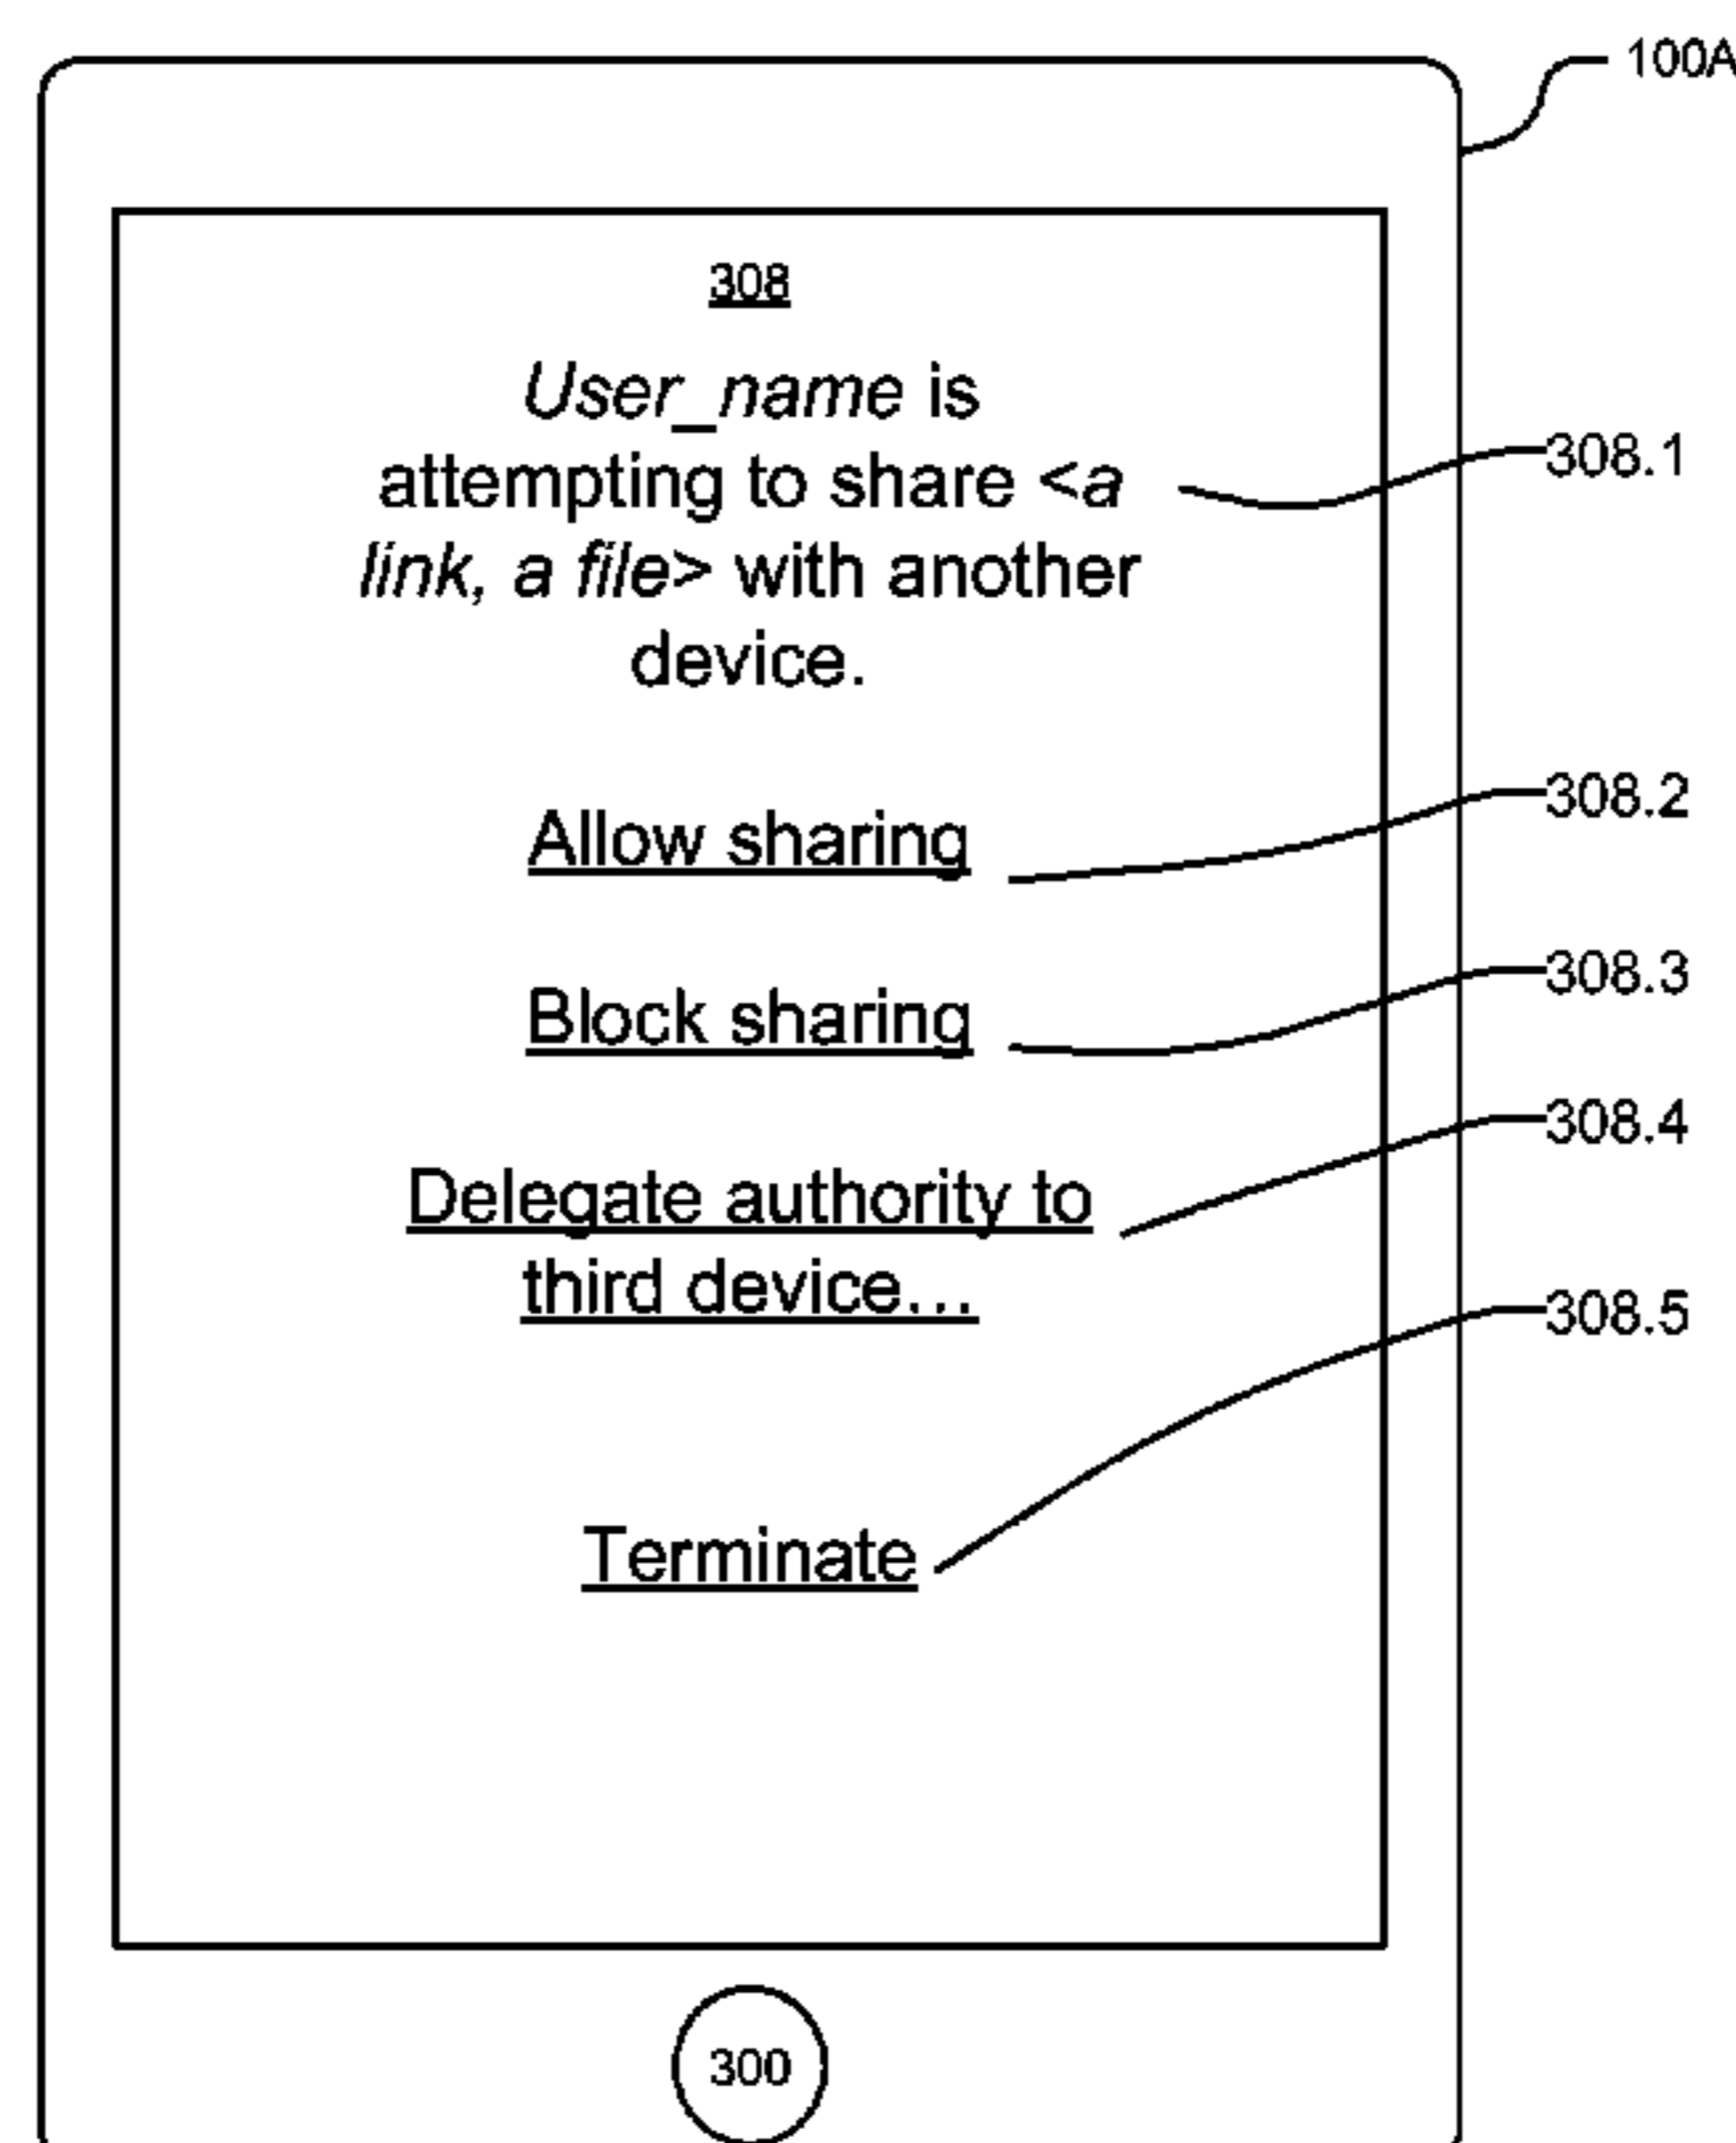 100A
308
User_name is
attempting to share <a
308.1
link, a file> with another
device.
308.2
Allow sharing
308.3
Block sharing
308.4
Delegate authority to
third device...
308.5
Terminate
300